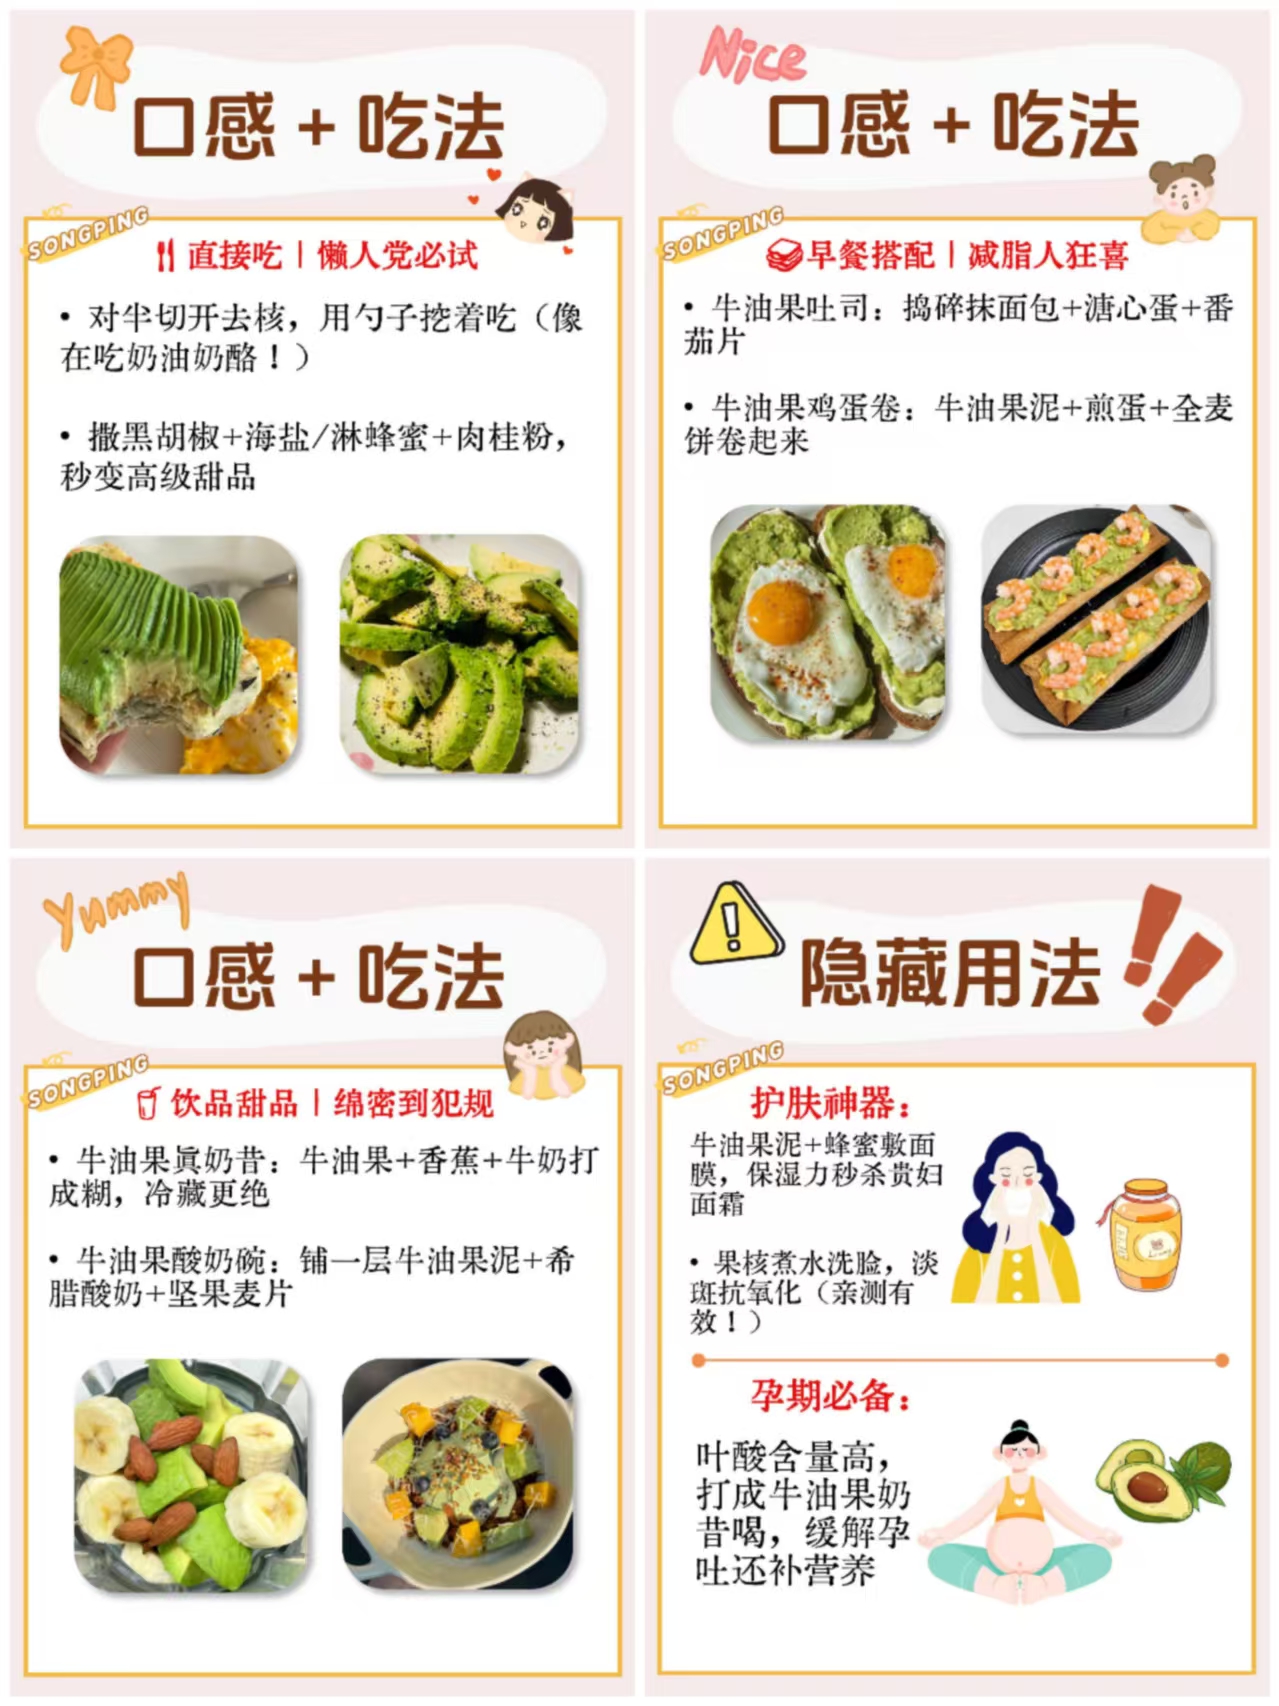 口感 + 吃法
SONGPING
直接吃 | 懒人党必试
• 对半切开去核，用勺子挖着吃（像
在吃奶油奶酪！）
• 撒黑胡椒+海盐/淋蜂蜜+肉桂粉，
秒变高级甜品
Nice
口感 + 吃法
SONGPING
早餐搭配 | 减脂人狂喜
• 牛油果吐司：捣碎抹面包+溏心蛋+番
茄片
• 牛油果鸡蛋卷：牛油果泥+煎蛋+全麦
饼卷起来
Yummy
口感 + 吃法
SONGPING
饮品甜品 | 绵密到犯规
• 牛油果真奶昔：牛油果+香蕉+牛奶打
成糊，冷藏更绝
• 牛油果酸奶碗：铺一层牛油果泥+希
腊酸奶+坚果麦片
隐藏用法
SONGPING
护肤神器：
牛油果泥+蜂蜜敷面
膜，保湿力秒杀贵妇
面霜
• 果核煮水洗脸，淡
斑抗氧化（亲测有
效！）
孕期必备：
叶酸含量高，
打成牛油果奶
昔喝，缓解孕
吐还补营养